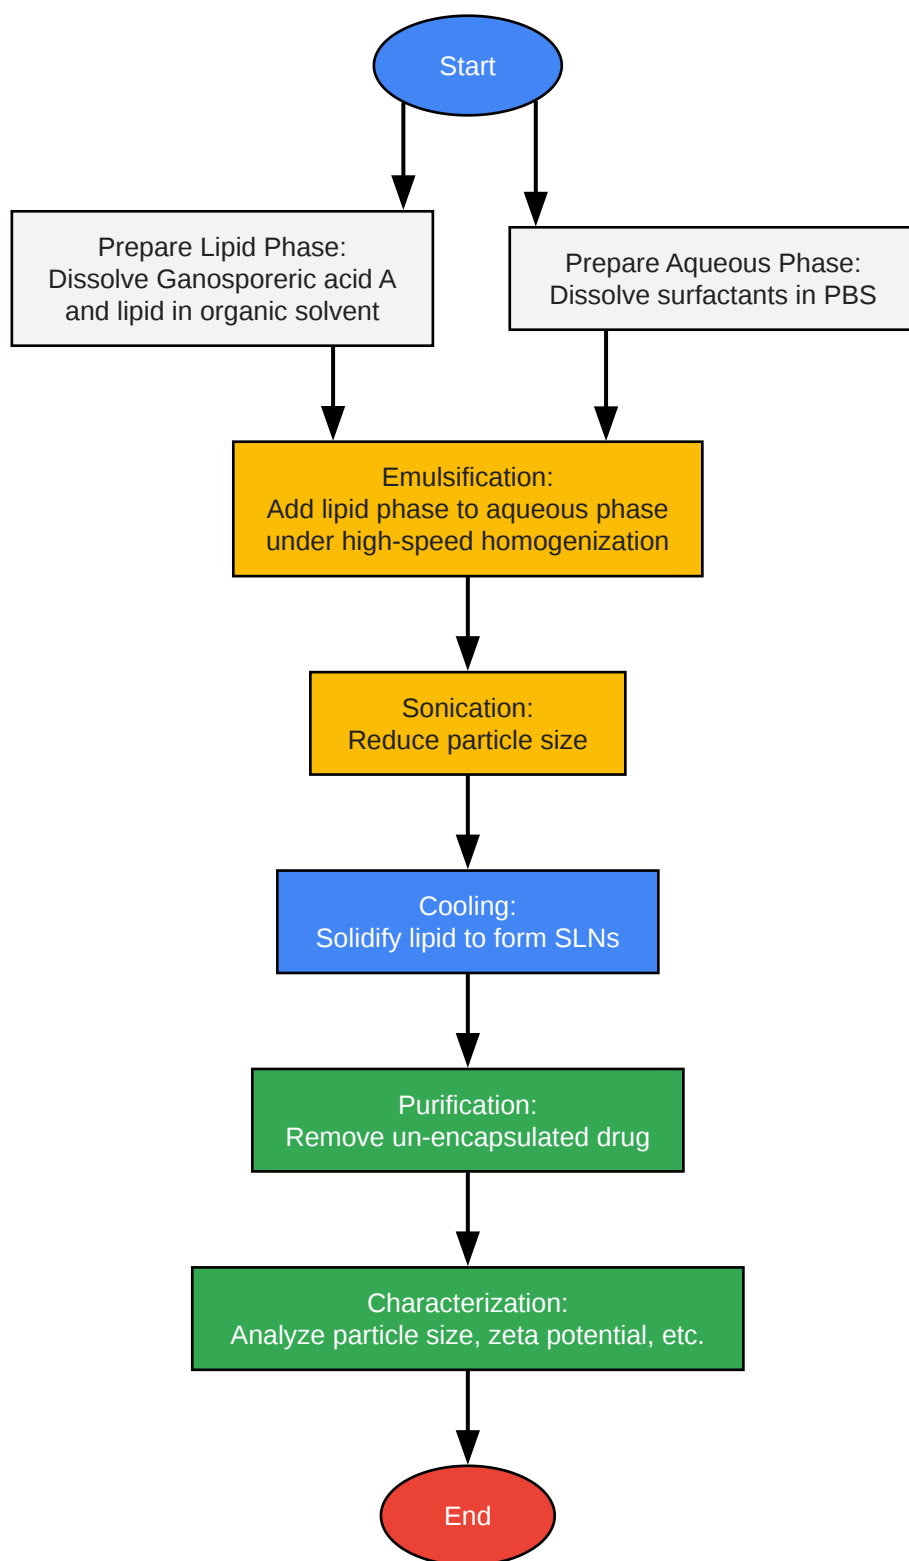 Start
Prepare Lipid Phase:
Dissolve Ganosporeric acid A
and lipid in organic solvent
Prepare Aqueous Phase:
Dissolve surfactants in PBS
Emulsification:
Add lipid phase to aqueous phase
under high-speed homogenization
Sonication:
Reduce particle size
Cooling:
Solidify lipid to form SLNs
Purification:
Remove un-encapsulated drug
Characterization:
Analyze particle size, zeta potential, etc.
End